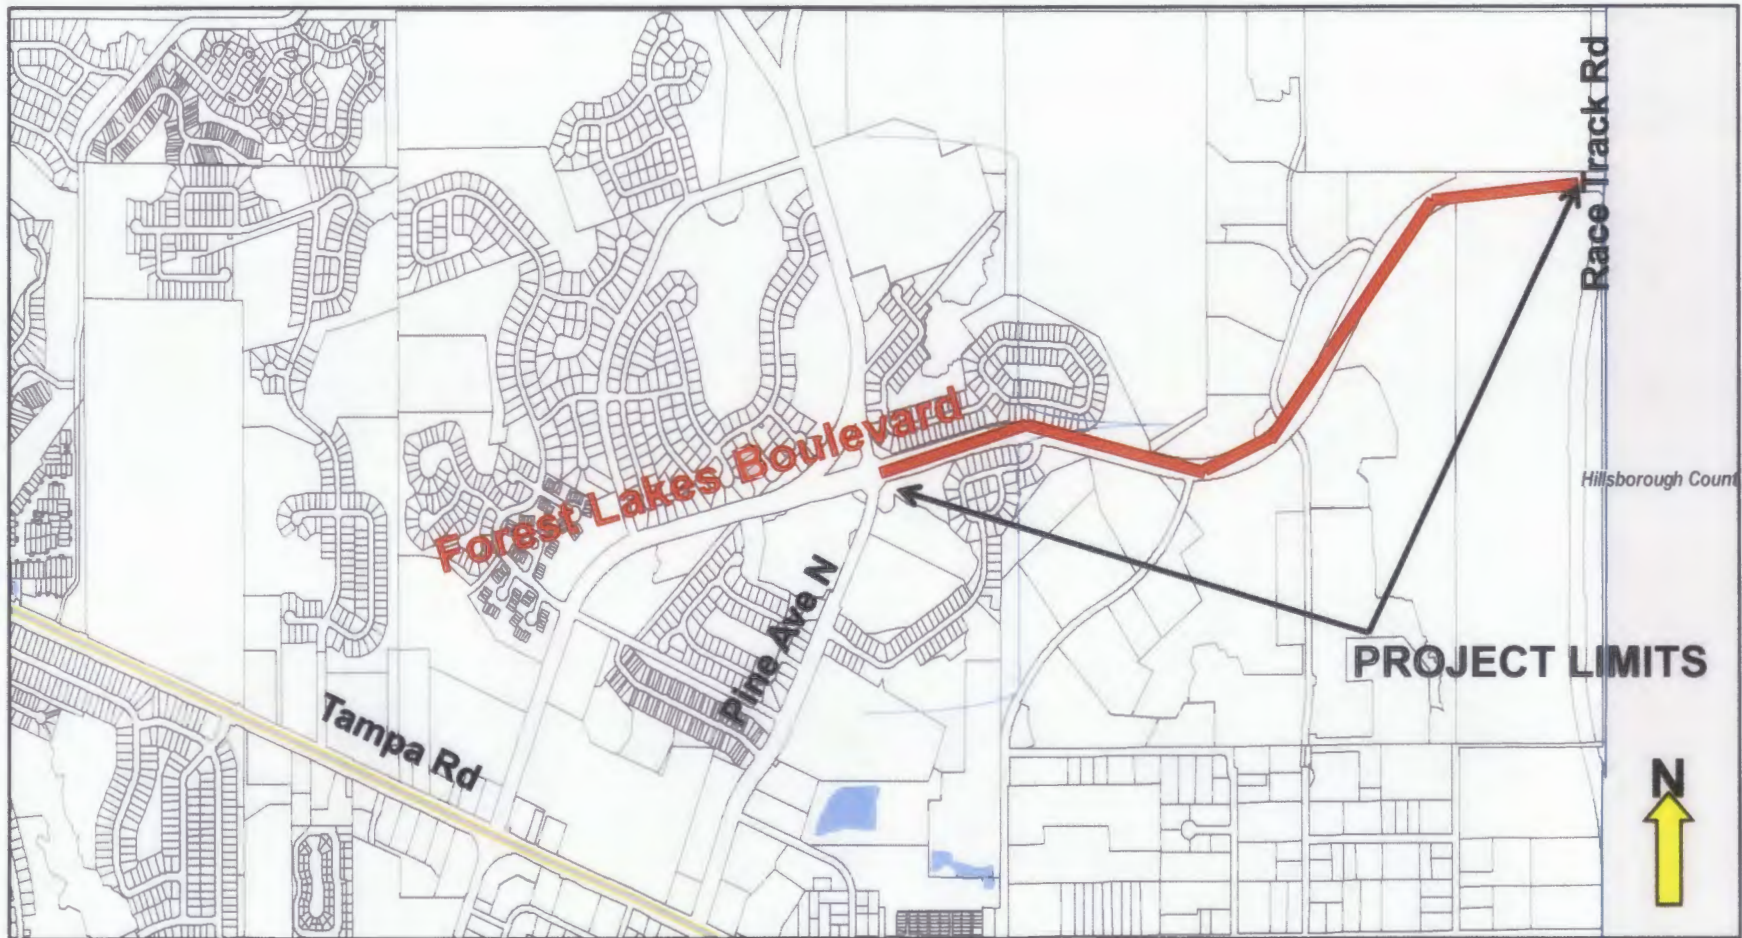 Race Track Rd
Forest Lakes Boulevard
Hillsborough Count
Pine Ave N
PROJECT LIMITS
Tampa Rd
N